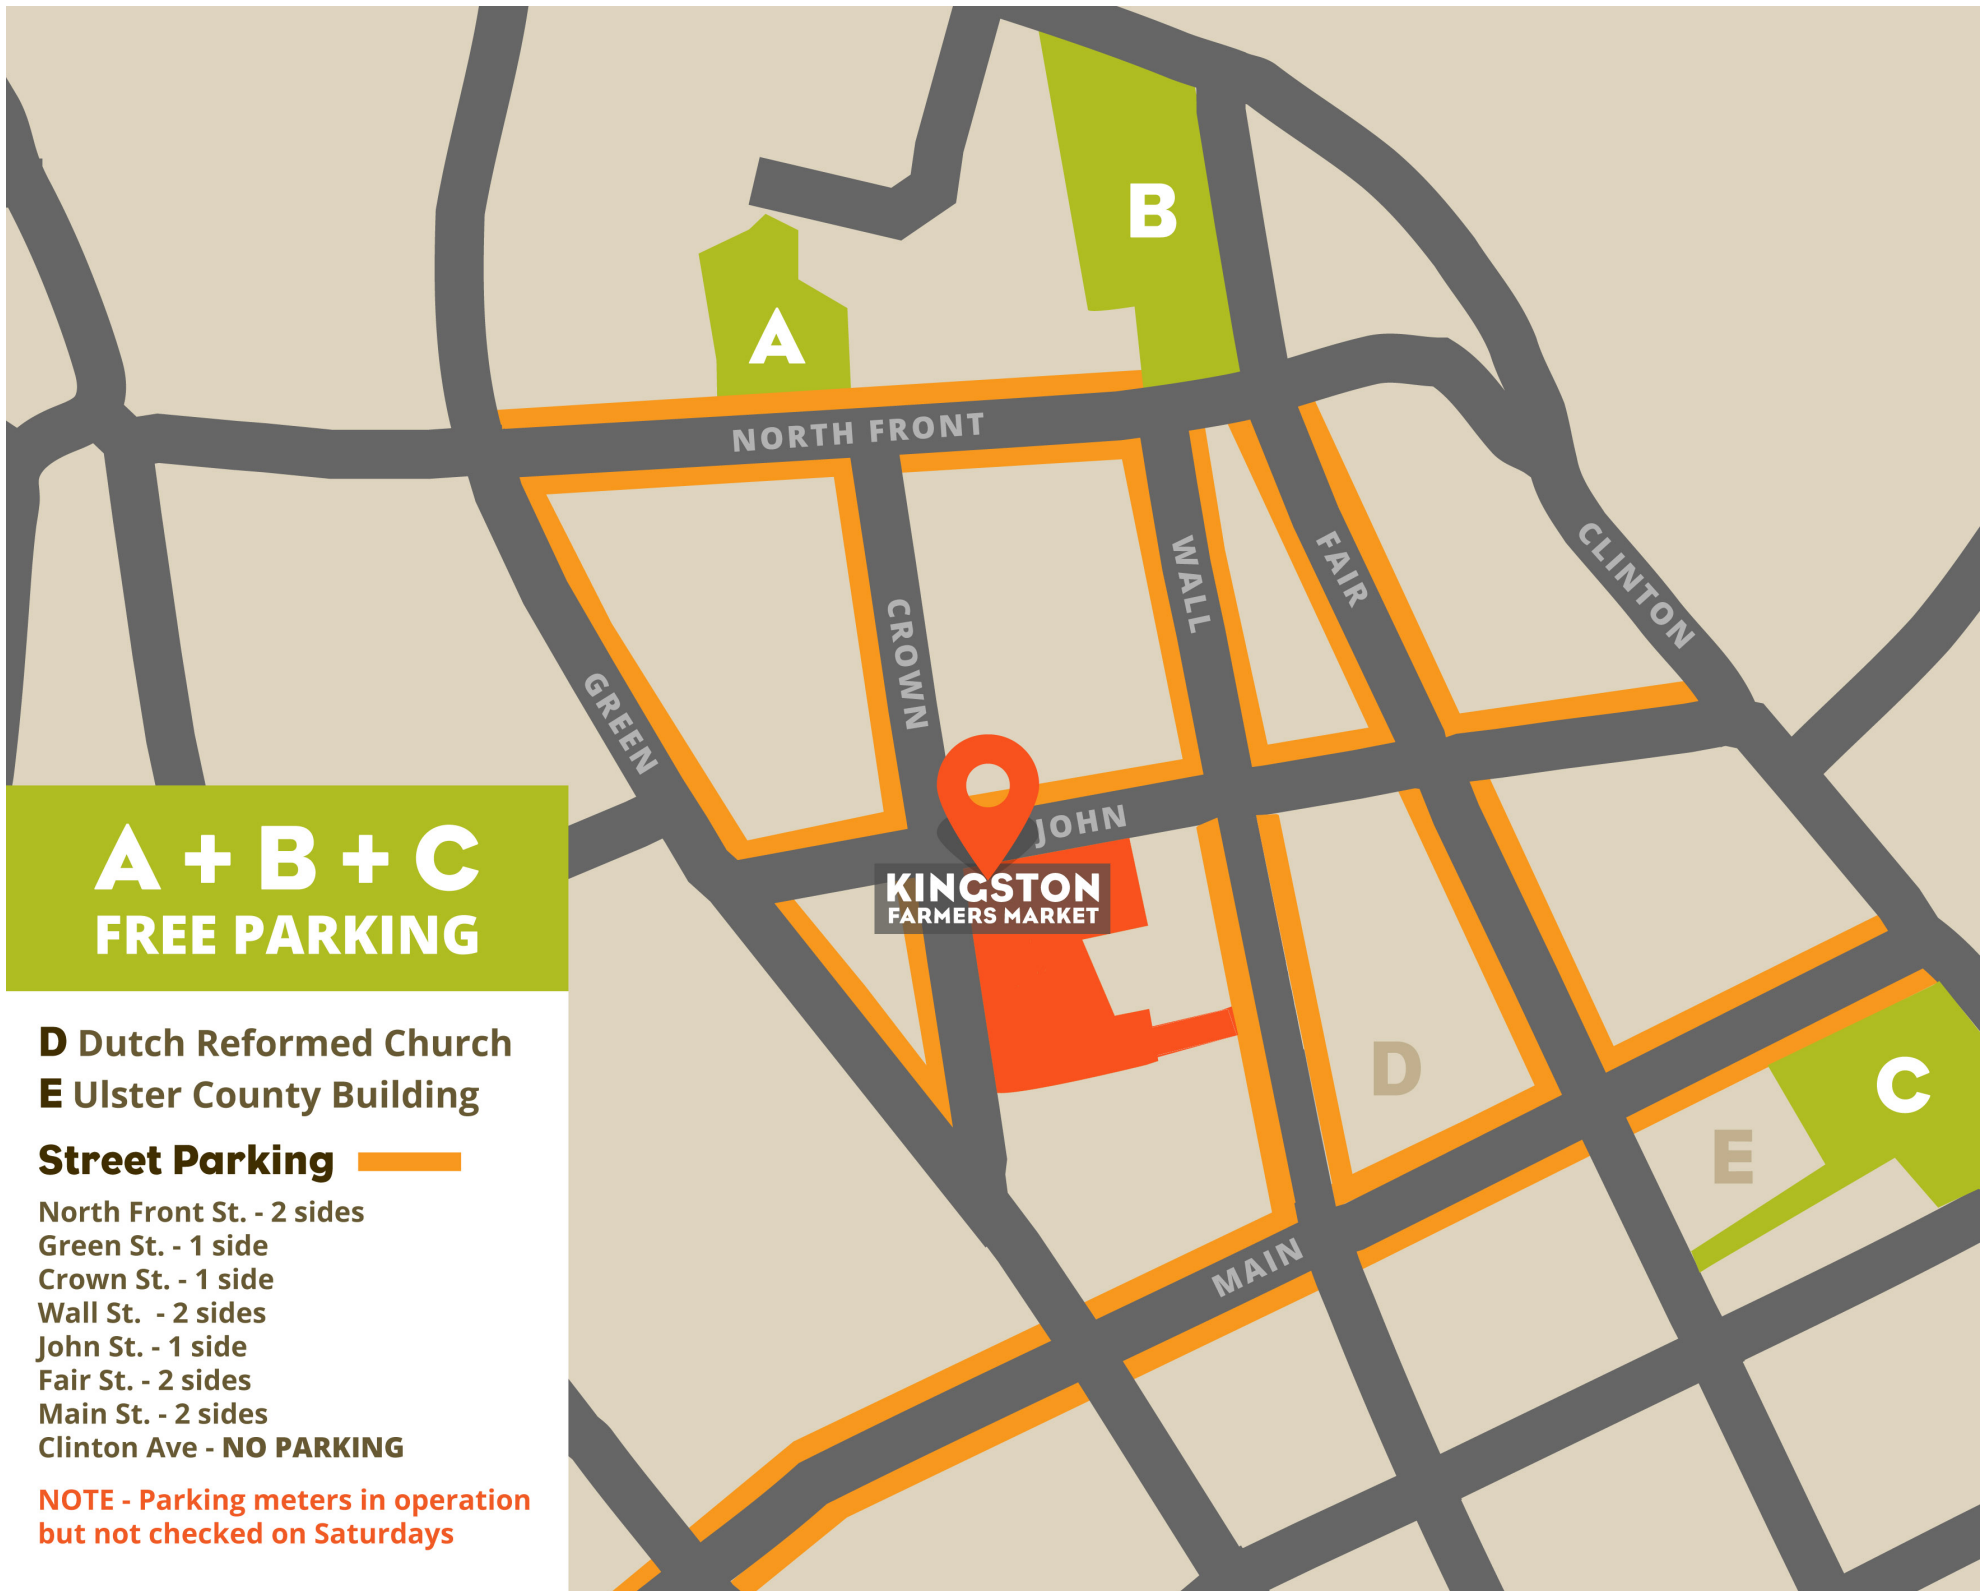 A
B
NORTH FRONT
WALL
FAIR
CLINTON
CROWN
GREEN
JOHN
KINGSTON
FARMERS MARKET
D
C
E
MAIN
A + B + C
FREE PARKING
D Dutch Reformed Church
E Ulster County Building
Street Parking
North Front St. - 2 sides
Green St. - 1 side
Crown St. - 1 side
Wall St. - 2 sides
John St. - 1 side
Fair St. - 2 sides
Main St. - 2 sides
Clinton Ave - NO PARKING
NOTE - Parking meters in operation
but not checked on Saturdays